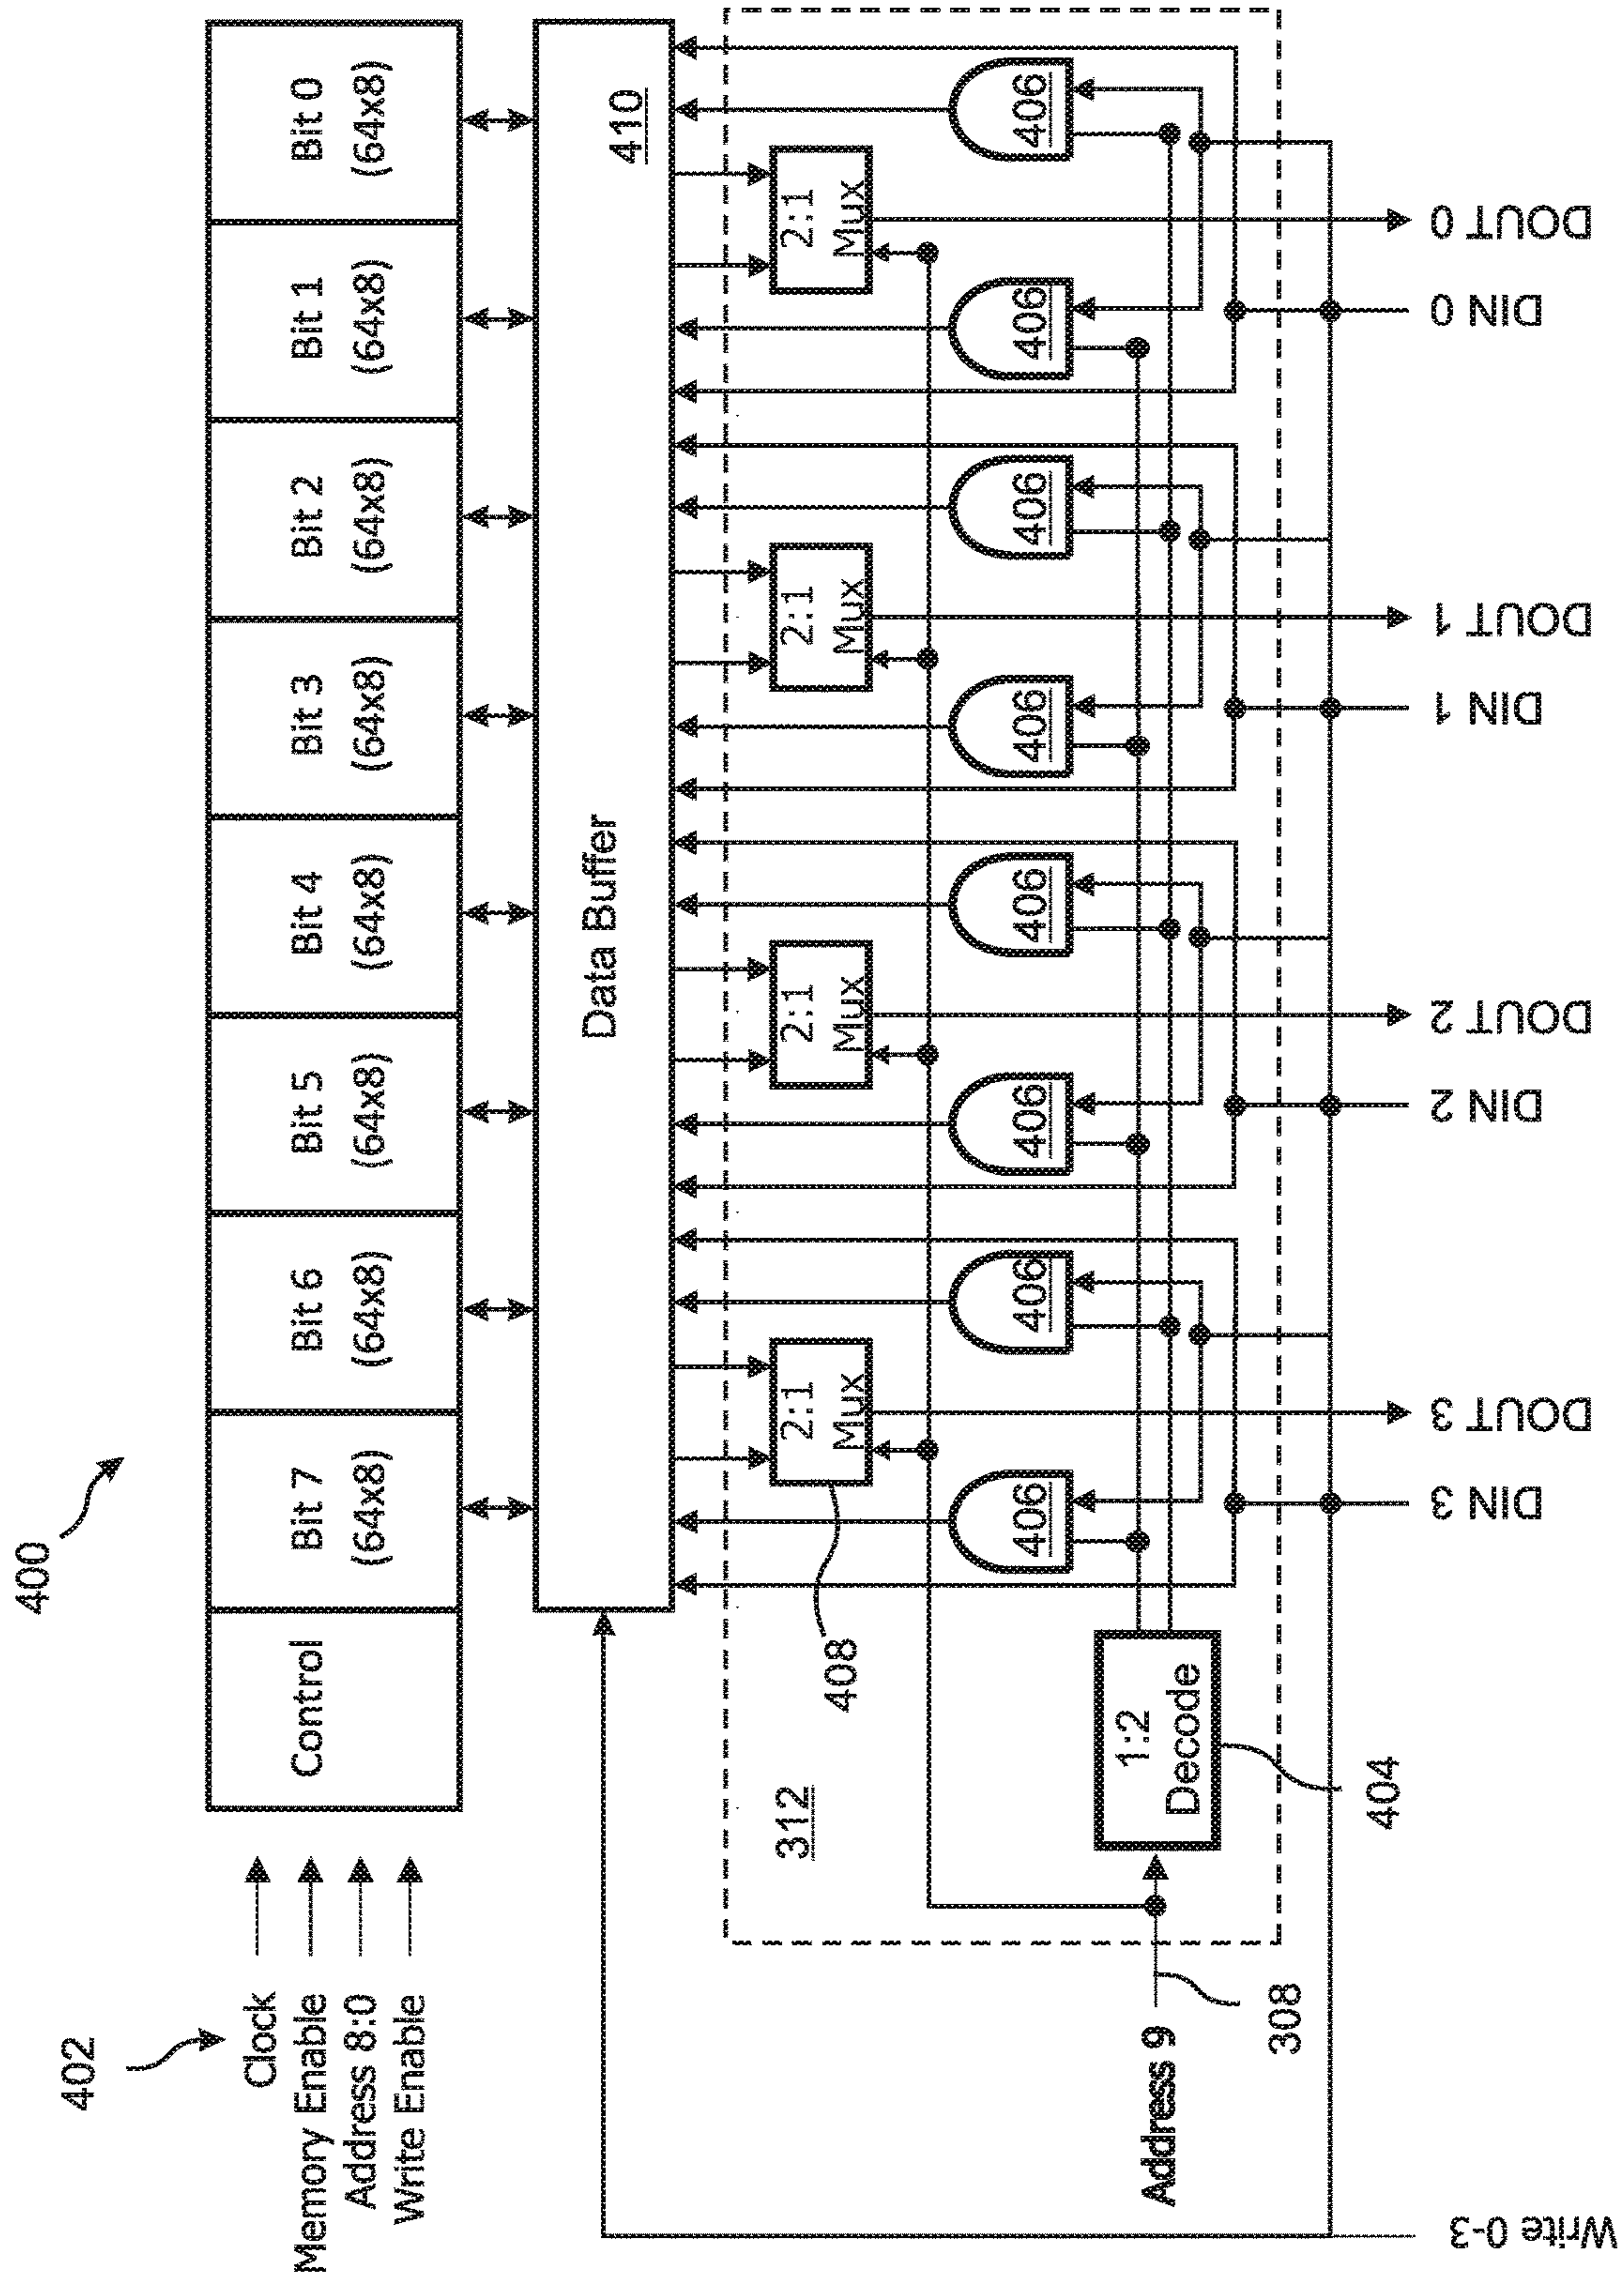 400
402
Clock
Memory Enable
Address 8:0
Write Enable
Control
Bit 7
(64x8)
Bit 6
(64x8)
Bit 5
(64x8)
Bit 4
(64x8)
Bit 3
(64x8)
Bit 2
(64x8)
Bit 1
(64x8)
Bit 0
(64x8)
Data Buffer
410
312
408
2:1
Mux
2:1
Mux
2:1
Mux
2:1
Mux
406
406
406
406
406
406
406
406
Address 9
308
1:2
Decode
404
Write 0-3
DIN 3
DOUT 3
DIN 2
DOUT 2
DIN 1
DOUT 1
DIN 0
DOUT 0